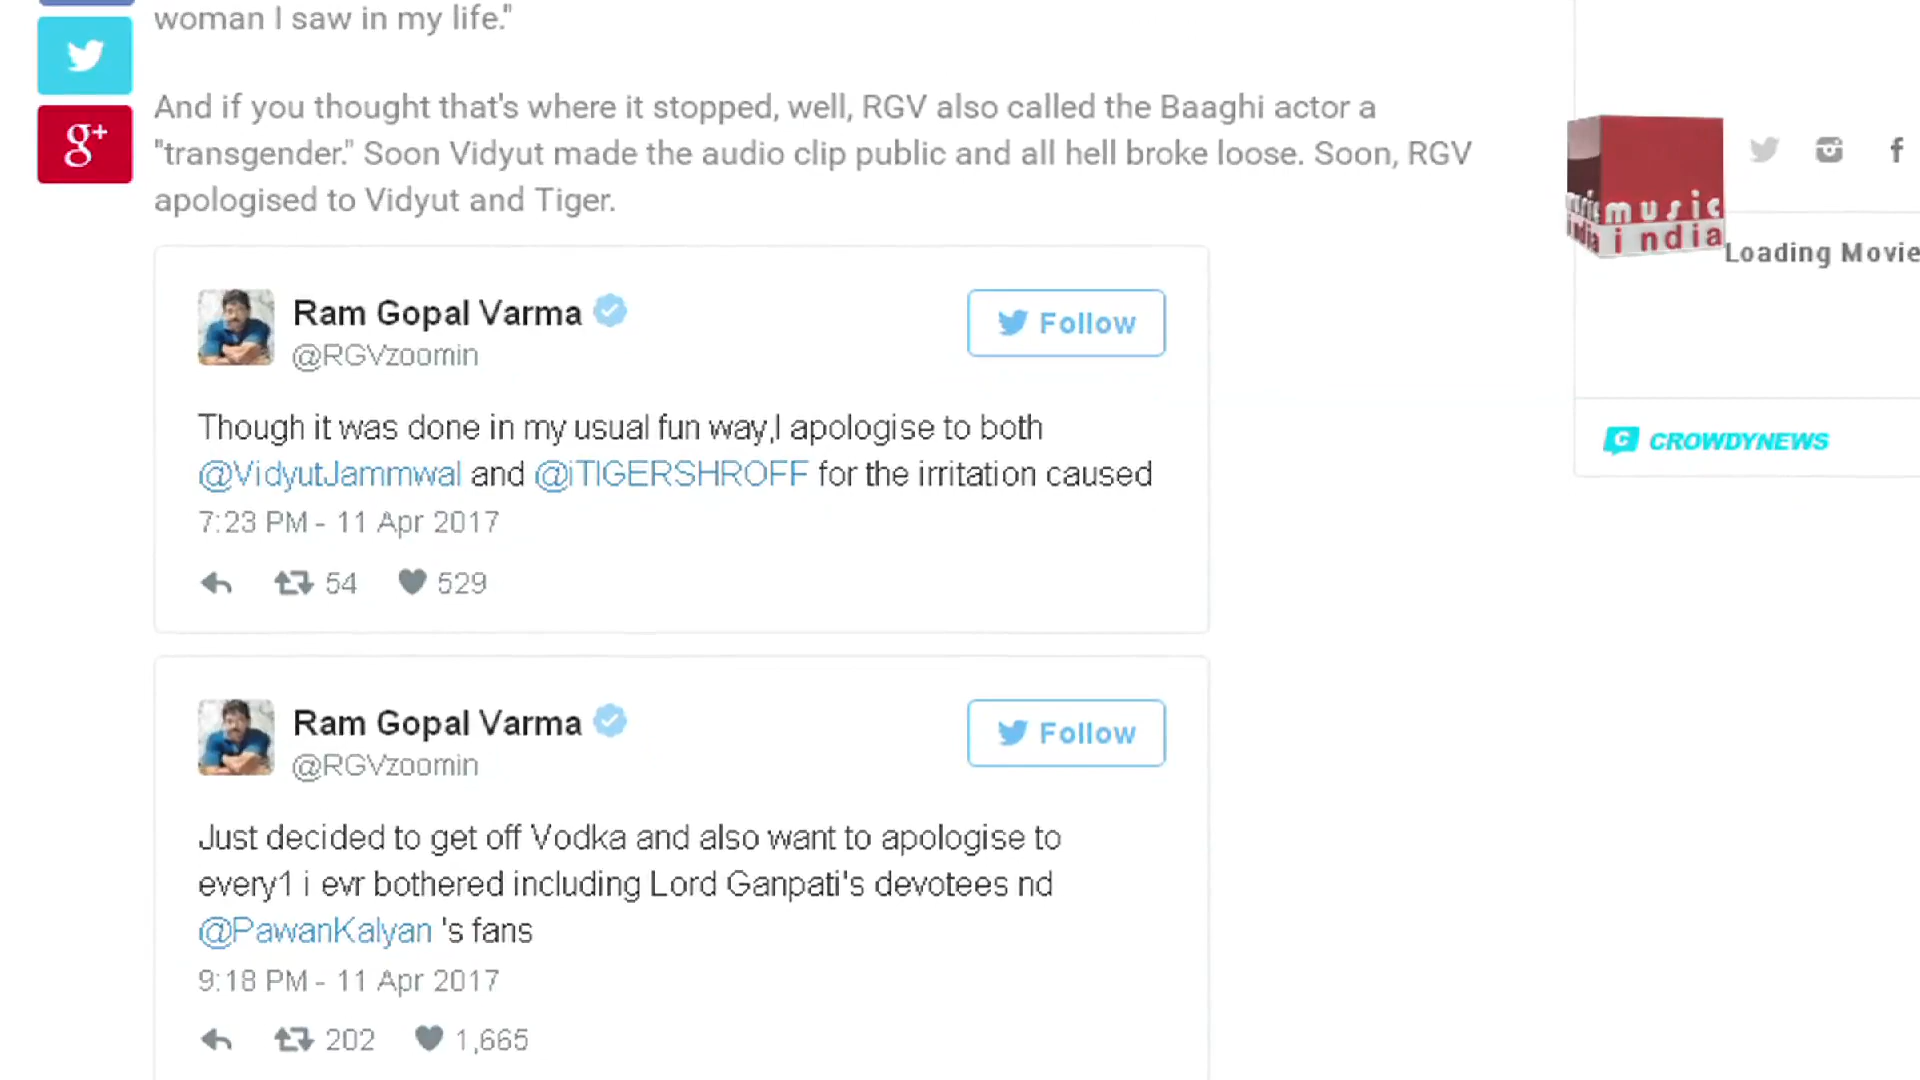 woman I saw in my life."
And if you thought that's where it stopped, well, RGV also called the Baaghi actor a
"transgender." Soon Vidyut made the audio clip public and all hell broke loose. Soon, RGV
apologised to Vidyut and Tiger.
g+
Ram Gopal Varma
@RGVzoomin
Follow
Though it was done in my usual fun way,I apologise to both
@VidyutJammwal and @iTIGERSHROFF for the irritation caused
7:23 PM - 11 Apr 2017
54 529
Ram Gopal Varma
@RGVzoomin
Follow
Just decided to get off Vodka and also want to apologise to
every1 i evr bothered including Lord Ganpati's devotees nd
@PawanKalyan 's fans
9:18 PM - 11 Apr 2017
202 1,665
music
india
Loading Movie
CROWDYNEWS